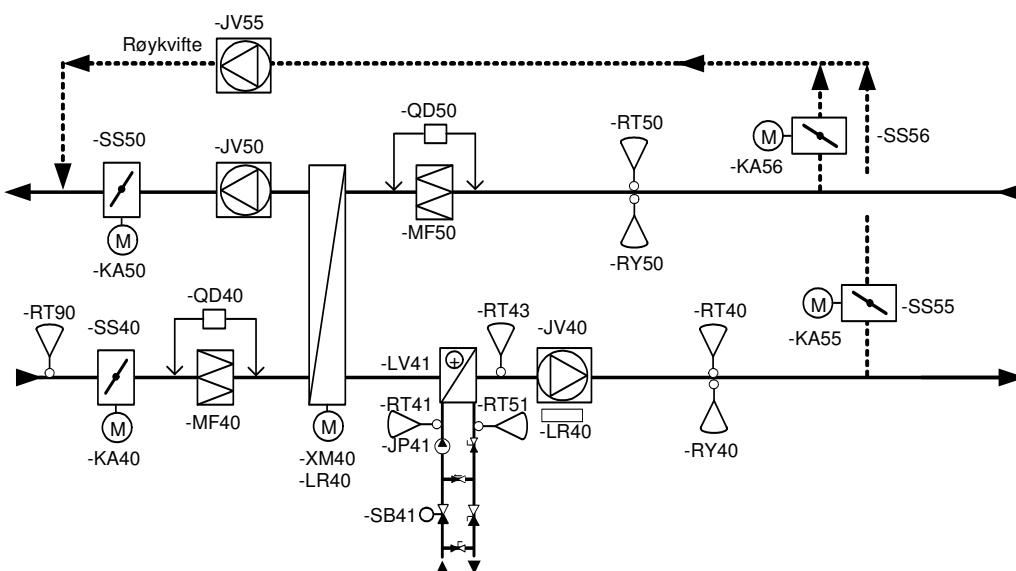 -JV55
Røykvifte
-QD50
-RT50
-SS50
-JV50
M
-SS56
-KA56
M
-MF50
-KA50
-RY50
-QD40
-RT90
-SS40
-RT43
-JV40
-RT40
M
-SS55
-KA55
-LV41
+
-RT41
-RT51
-MF40
-LR40
M
M
-JP41
-RY40
-KA40
-XM40
-LR40
-SB41